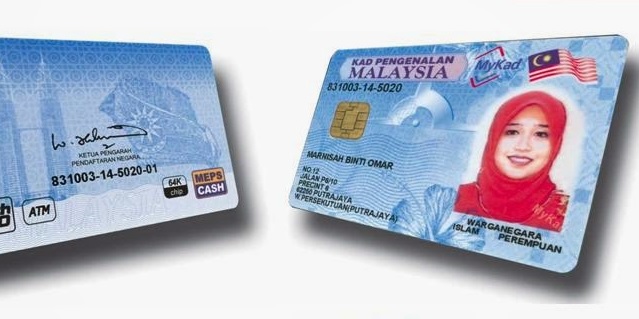 KETUA PENGARAH
PENDAFTARAN NEGARA
831003-14-5020-01
ATM
64K
chip
MEPS
CASH
KAD PENGENALAN
MALAYSIA
MyKad
831003-14-5020
MARNISAH BINTI OMAR
NO.12
JALAN P8/10
PRECINT 8
62250 PUTRAJAYA
W.PERSEKUTUAN(PUTRAJAYA)
WARGANEGARA
ISLAM PEREMPUAN